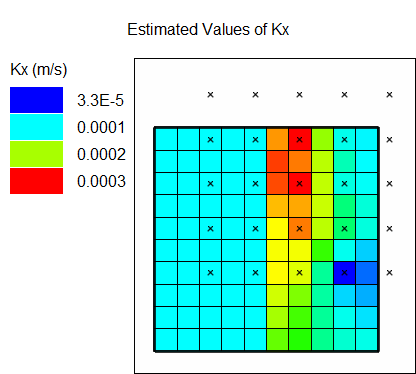 Estimated Values of Kx
Kx (m/s)
3.3E-5
0.0001
0.0002
0.0003